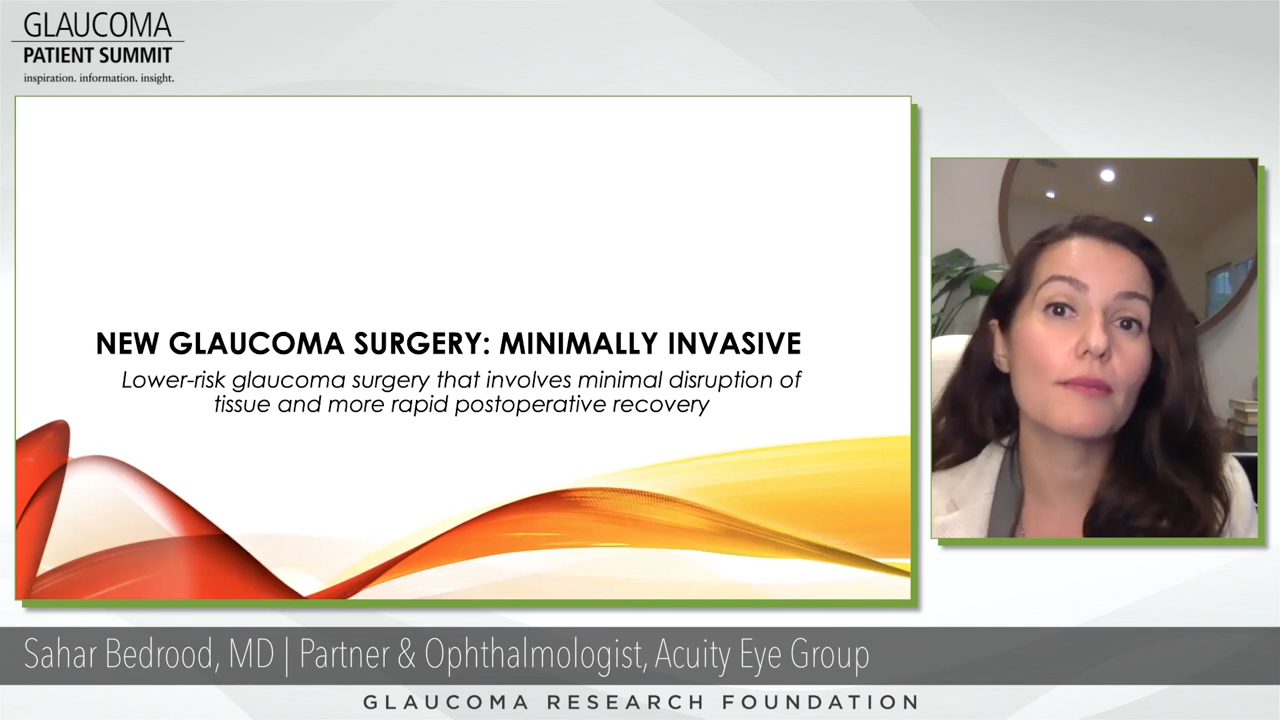 GLAUCOMA
PATIENT SUMMIT
inspiration. information. insight.
NEW GLAUCOMA SURGERY: MINIMALLY INVASIVE
Lower-risk glaucoma surgery that involves minimal disruption of
tissue and more rapid postoperative recovery
Sahar Bedrood, MD | Partner & Ophthalmologist, Acuity Eye Group
GLAUCOMA RESEARCH FOUNDATION